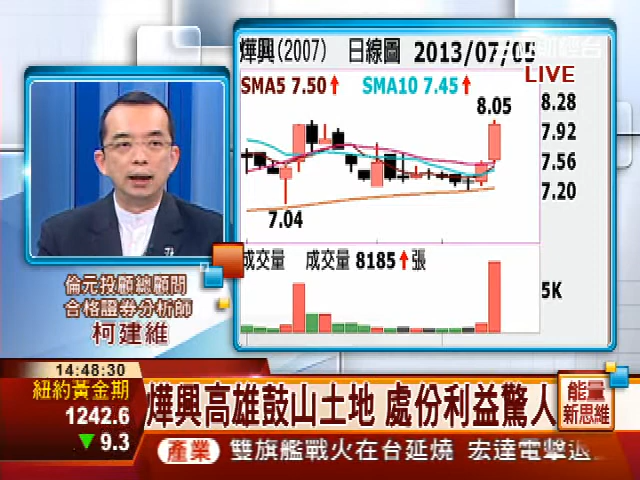 燁興(2007) 日線圖 2013/07/05
LIVE
SMA5 7.50 SMA10 7.45
8.05
8.28
7.92
7.56
7.20
7.04
成交量 成交量 8185 張
5K
倫元投顧總顧問
合格證券分析師
柯建維
14:48:30
紐約黃金期
1242.6
▼ 9.3
燁興高雄鼓山土地 處份利益驚人
能量
新思維
產業 雙旗艦戰火在台延燒 宏達電擊退